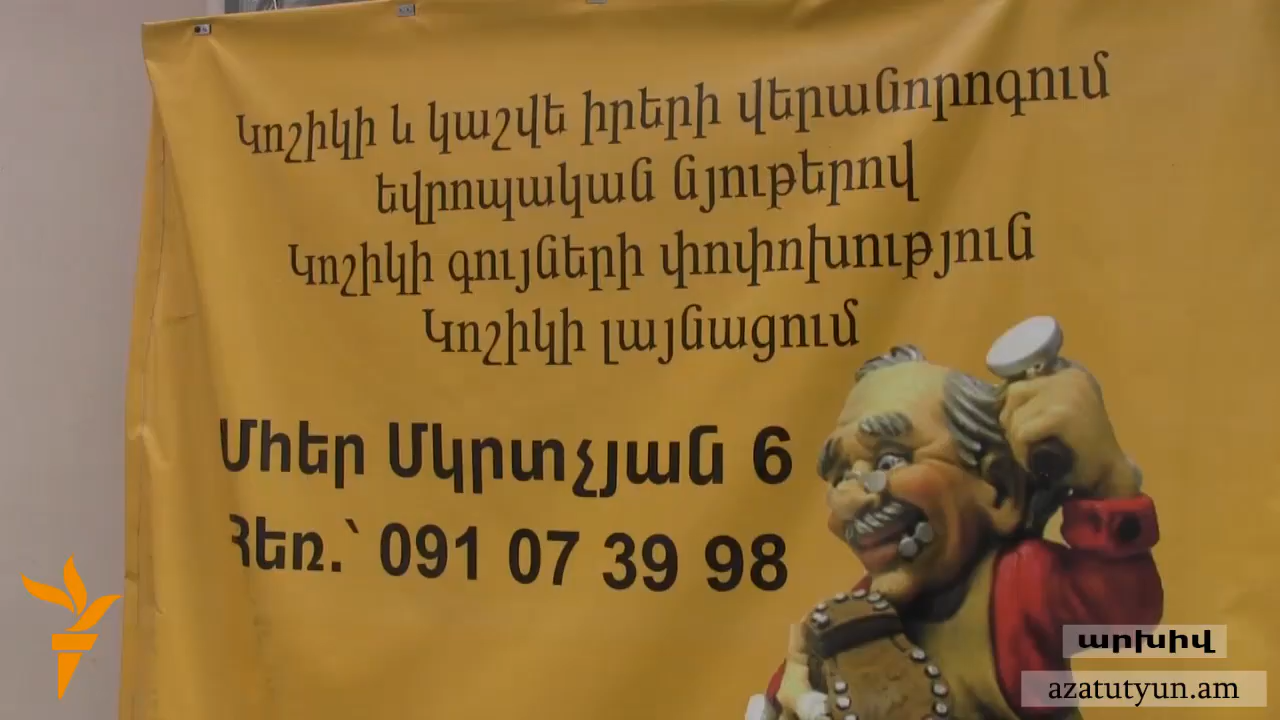 Կոշիկի և կաշվե իրերի վերանորոգում
եվրոպական նյութերով
Կոշիկի գույների փոփոխություն
Կոշիկի լայնացում
Մհեր Մկրտչյան 6
Հեռ.՝ 091 07 39 98
արխիվ
azatutyun.am